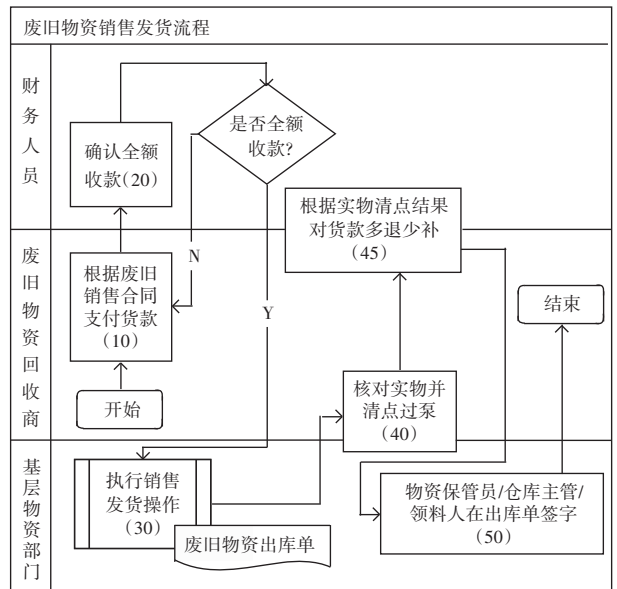 废旧物资销售发货流程
财务人员
确认全额
收款(20)
是否全额
收款?
根据实物清点结果
对货款多退少补
(45)
废旧物资回收商
根据废旧
销售合同
支付货款
(10)
N
Y
结束
开始
核对实物并
清点过泵
(40)
基层物资部门
执行销售
发货操作
(30)
废旧物资出库单
物资保管员/仓库主管/
领料人在出库单签字
(50)